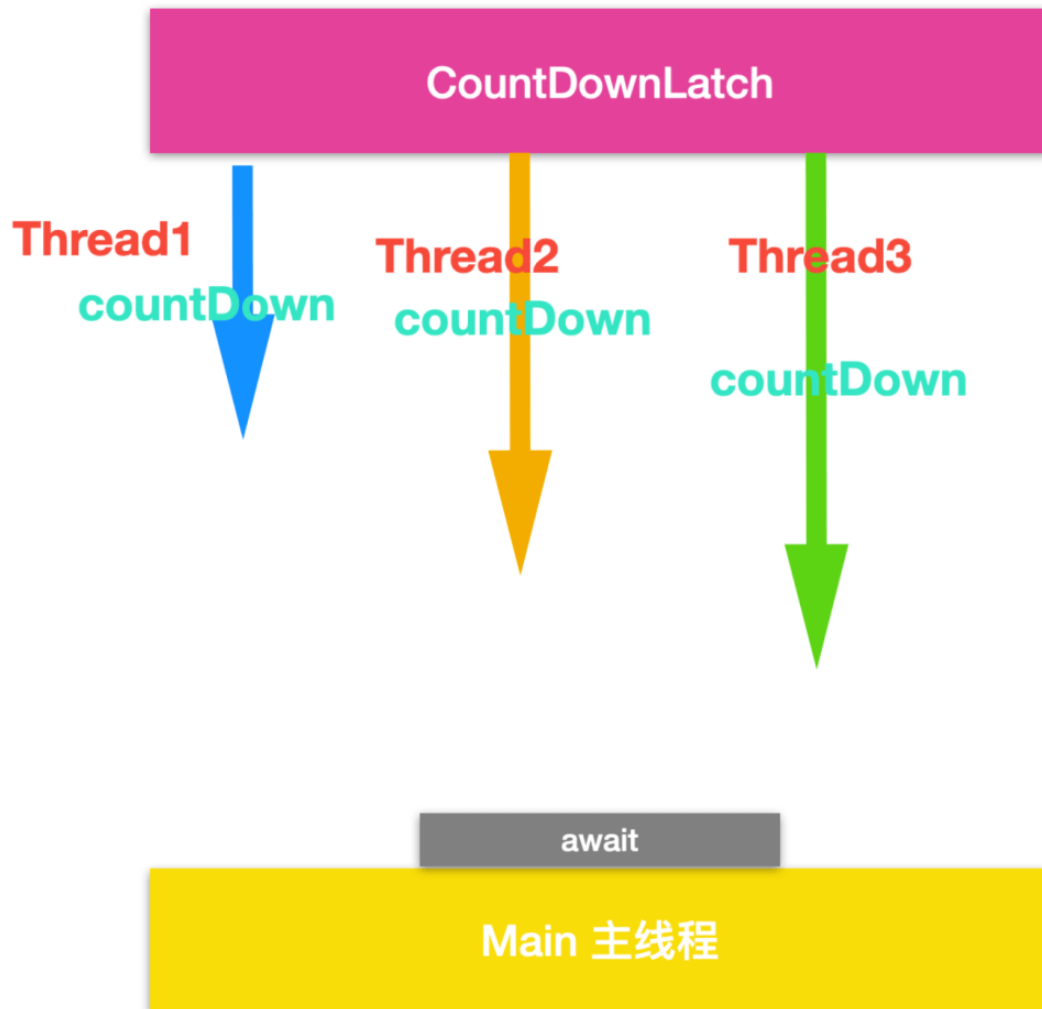 CountDownLatch
Thread1
countDown
Thread2
countDown
Thread3
countDown
await
Main 主线程